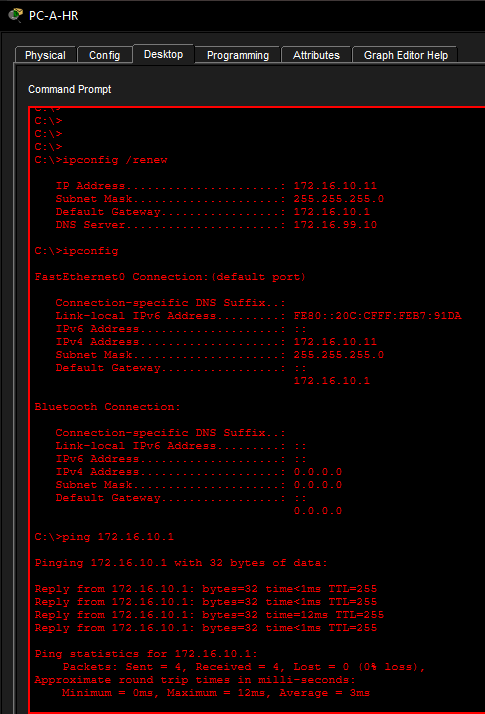 PC-A-HR
Physical Config Desktop Programming Attributes Graph Editor Help
Command Prompt
C:\>
C:\>
C:\>
C:\>
C:\>ipconfig /renew
IP Address......................: 172.16.10.11
Subnet Mask.....................: 255.255.255.0
Default Gateway.................: 172.16.10.1
DNS Server......................: 172.16.99.10
C:\>ipconfig
FastEthernet0 Connection:(default port)
Connection-specific DNS Suffix..:
Link-local IPv6 Address.........: FE80::20C:CFFF:FEB7:91DA
IPv6 Address....................: ::
IPv4 Address....................: 172.16.10.11
Subnet Mask.....................: 255.255.255.0
Default Gateway.................: ::
172.16.10.1
Bluetooth Connection:
Connection-specific DNS Suffix..:
Link-local IPv6 Address.........: ::
IPv6 Address....................: ::
IPv4 Address....................: 0.0.0.0
Subnet Mask.....................: 0.0.0.0
Default Gateway.................: ::
0.0.0.0
C:\>ping 172.16.10.1
Pinging 172.16.10.1 with 32 bytes of data:
Reply from 172.16.10.1: bytes=32 time<1ms TTL=255
Reply from 172.16.10.1: bytes=32 time<1ms TTL=255
Reply from 172.16.10.1: bytes=32 time=12ms TTL=255
Reply from 172.16.10.1: bytes=32 time<1ms TTL=255
Ping statistics for 172.16.10.1:
Packets: Sent = 4, Received = 4, Lost = 0 (0% loss),
Approximate round trip times in milli-seconds:
Minimum = 0ms, Maximum = 12ms, Average = 3ms